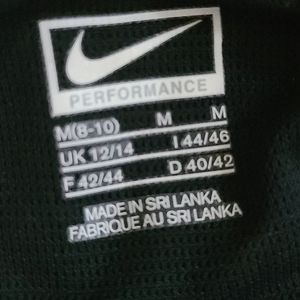 PERFORMANCE
M(8-10) M M
UK 12/14 I 44/46
F 42/44 D 40/42
MADE IN SRI LANKA
FABRIQUE AU SRI LANKA